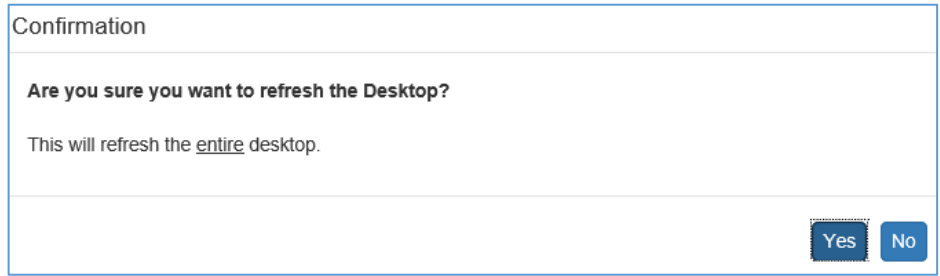 Confirmation
Are you sure you want to refresh the Desktop?
This will refresh the entire desktop.
Yes No